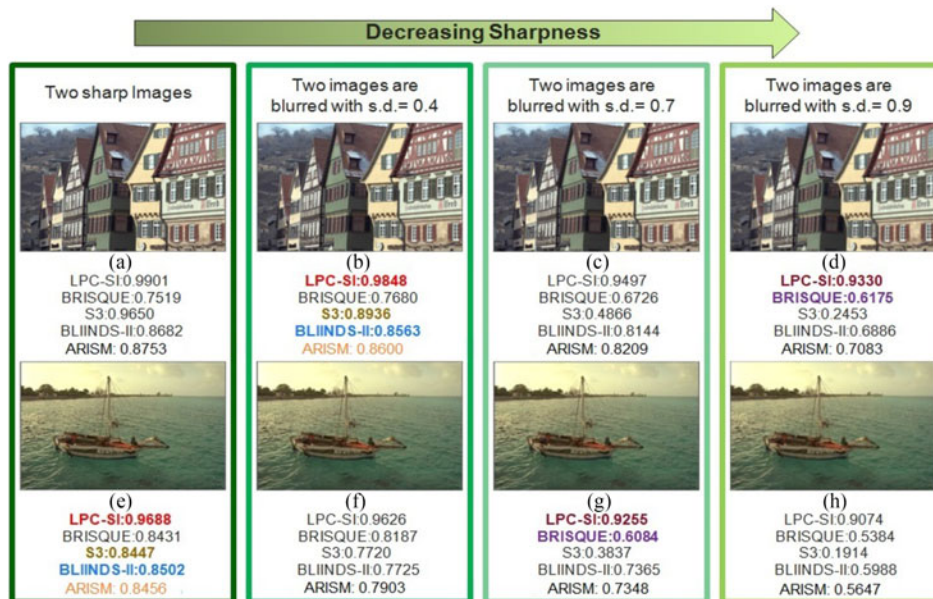 Decreasing Sharpness
Two sharp Images
Two images are
blurred with s.d.= 0.4
Two images are
blurred with s.d.= 0.7
Two images are
blurred with s.d.= 0.9
(a)
LPC-SI:0.9901
BRISQUE:0.7519
S3:0.9650
BLIINDS-II:0.8682
ARISM: 0.8753
(b)
LPC-SI:0.9848
BRISQUE:0.7680
S3:0.8936
BLIINDS-II:0.8563
ARISM: 0.8600
(c)
LPC-SI:0.9497
BRISQUE:0.6726
S3:0.4866
BLIINDS-II:0.8144
ARISM: 0.8209
(d)
LPC-SI:0.9330
BRISQUE:0.6175
S3:0.2453
BLIINDS-II:0.6886
ARISM: 0.7083
(e)
LPC-SI:0.9688
BRISQUE:0.8431
S3:0.8447
BLIINDS-II:0.8502
ARISM: 0.8456
(f)
LPC-SI:0.9626
BRISQUE:0.8187
S3:0.7720
BLIINDS-II:0.7725
ARISM: 0.7903
(g)
LPC-SI:0.9255
BRISQUE:0.6084
S3:0.3837
BLIINDS-II:0.7365
ARISM: 0.7348
(h)
LPC-SI:0.9074
BRISQUE:0.5384
S3:0.1914
BLIINDS-II:0.5988
ARISM: 0.5647